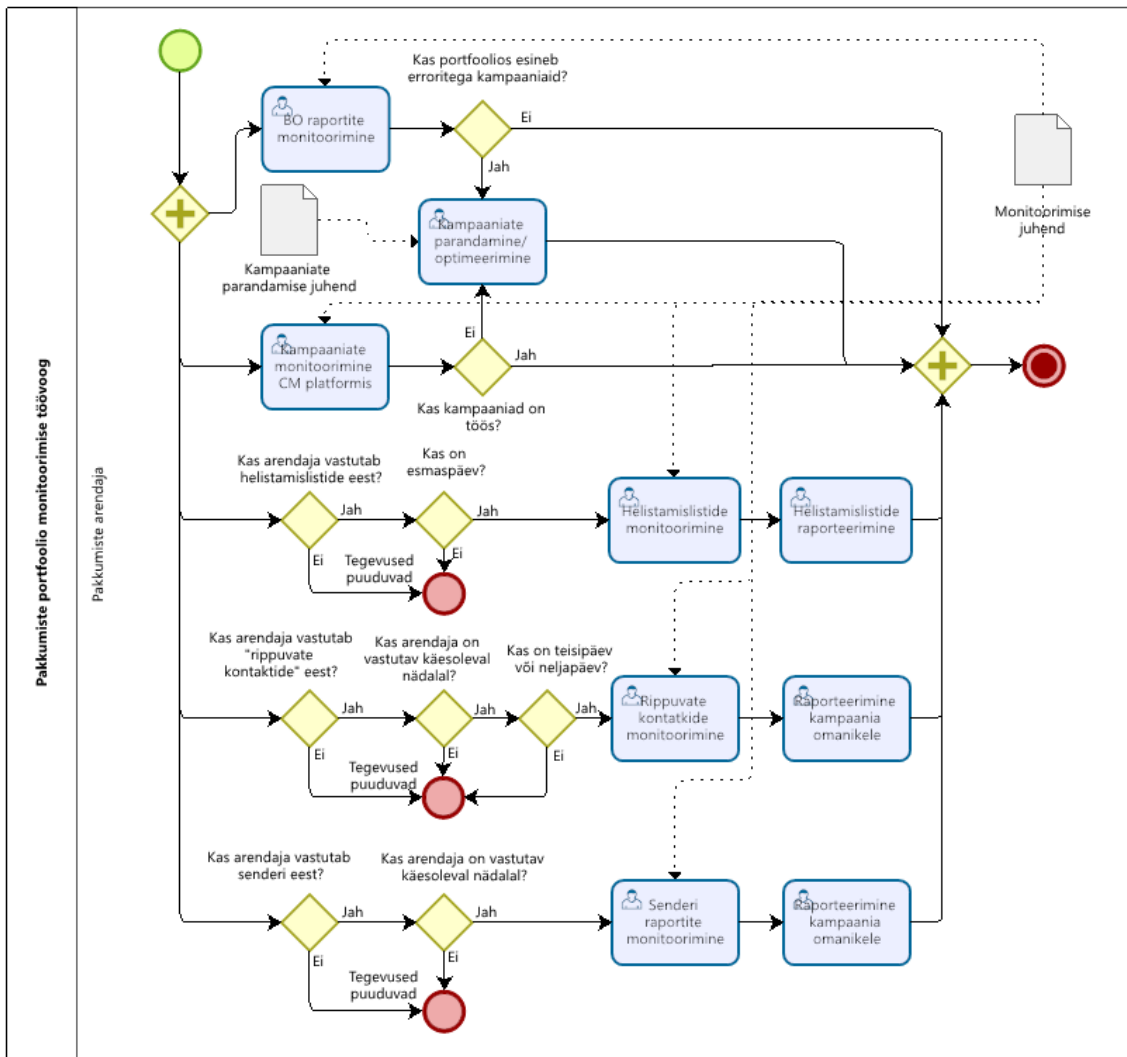 Pakkumiste portfoolio monitoorimise töövoog
Pakkumiste arendaja
Kas portfoolios esineb
erroritega kampaaniaid?
BO raportite
monitoorimine
Ei
Jah
Monitoorimise
juhend
Kampaaniate
parandamise juhend
Kampaaniate
parandamine/
optimeerimine
Kampaaniate
monitoorimine
CM platformis
Ei
Jah
Kas kampaaniad on
töös?
Kas arendaja vastutab
helistamislistide eest?
Kas on
esmaspäev?
Jah
Jah
Ei
Ei
Tegevused
puuduvad
Helistamislistide
monitoorimine
Helistamislistide
raporteerimine
Kas arendaja vastutab
"rippuvate
kontaktide" eest?
Kas arendaja on
vastutav käesoleval
nädalal?
Kas on teisipäev
või neljapäev?
Jah
Jah
Jah
Ei
Ei
Ei
Tegevused
puuduvad
Rippuvate
kontatkide
monitoorimine
Raporteerimine
kampaania
omanikele
Kas arendaja vastutab
senderi eest?
Kas arendaja on vastutav
käesoleval nädalal?
Jah
Jah
Ei
Ei
Tegevused
puuduvad
Senderi
raportite
monitoorimine
Raporteerimine
kampaania
omanikele